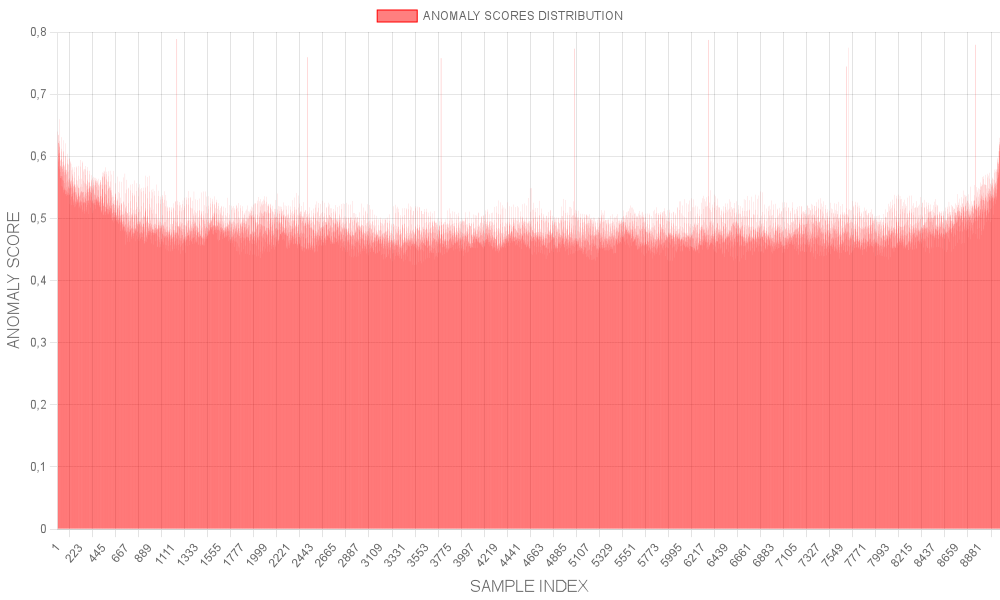 ANOMALY SCORES DISTRIBUTION
0,8
0,7
0,6
0,5
0,4
0,3
0,2
0,1
0
ANOMALY SCORE
1 223 445 667 889 1111 1333 1555 1777 1999 2221 2443 2665 2887 3109 3331 3553 3775 3997 4219 4441 4663 4885 5107 5329 5551 5773 5995 6217 6439 6661 6883 7105 7327 7549 7771 7993 8215 8437 8659 8881
SAMPLE INDEX